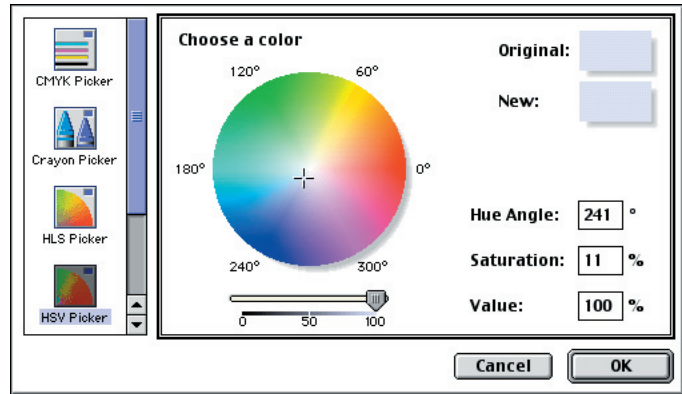 CMYK Picker
Crayon Picker
HLS Picker
HSV Picker
Choose a color
120°
60°
180°
0°
240°
300°
0
50
100
Original:
New:
Hue Angle: 241 °
Saturation: 11 %
Value: 100 %
Cancel
OK